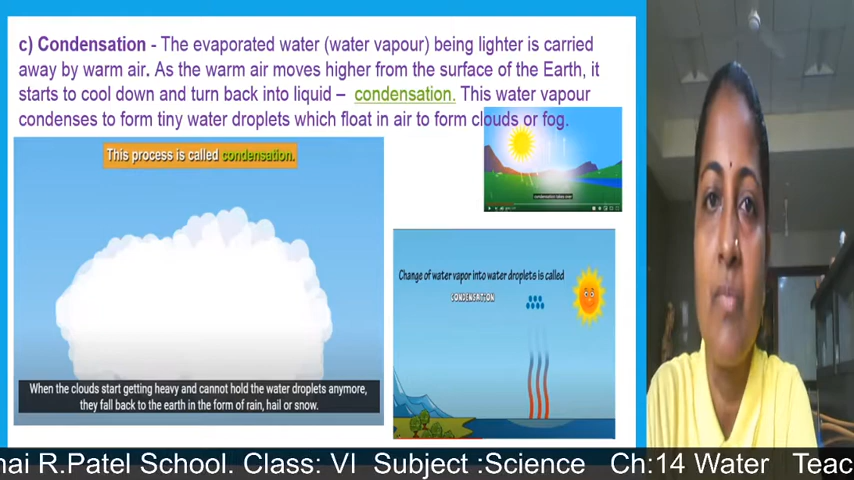 c) Condensation - The evaporated water (water vapour) being lighter is carried
away by warm air. As the warm air moves higher from the surface of the Earth, it
starts to cool down and turn back into liquid – condensation. This water vapour
condenses to form tiny water droplets which float in air to form clouds or fog.
This process is called condensation.
When the clouds start getting heavy and cannot hold the water droplets anymore,
they fall back to the earth in the form of rain, hail or snow.
condensation takes over
Change of water vapor into water droplets is called
CONDENSATION
hai R.Patel School. Class: VI Subject :Science Ch:14 Water Teac